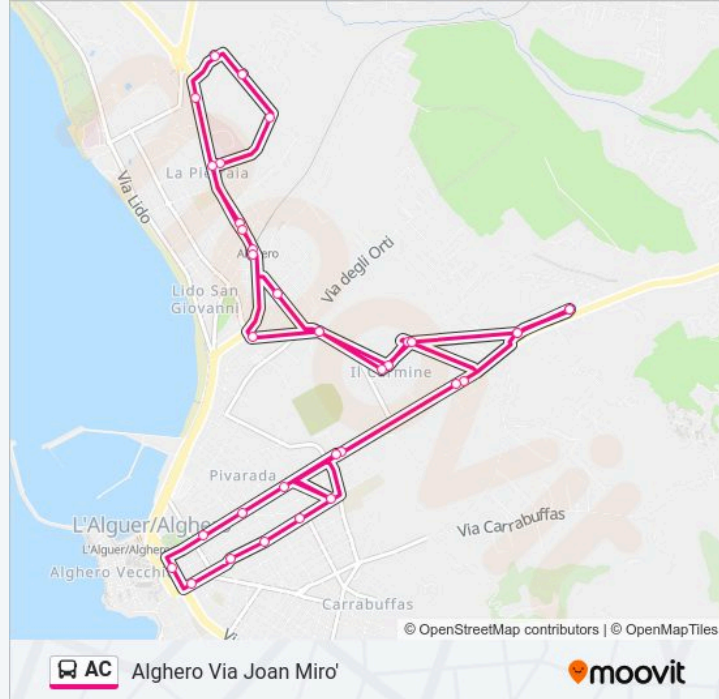 La Pietraia
Via Lido
Alghero
Via degli Orti
Lido San
Giovanni
Il Carmine
Pivarada
L'Alguer/Alghero
L'Alguer/Alghero
Via Carrabuffas
Alghero Vecchia
Carrabuffas
© OpenStreetMap contributors | © OpenMapTiles
AC Alghero Via Joan Miro'
moovit